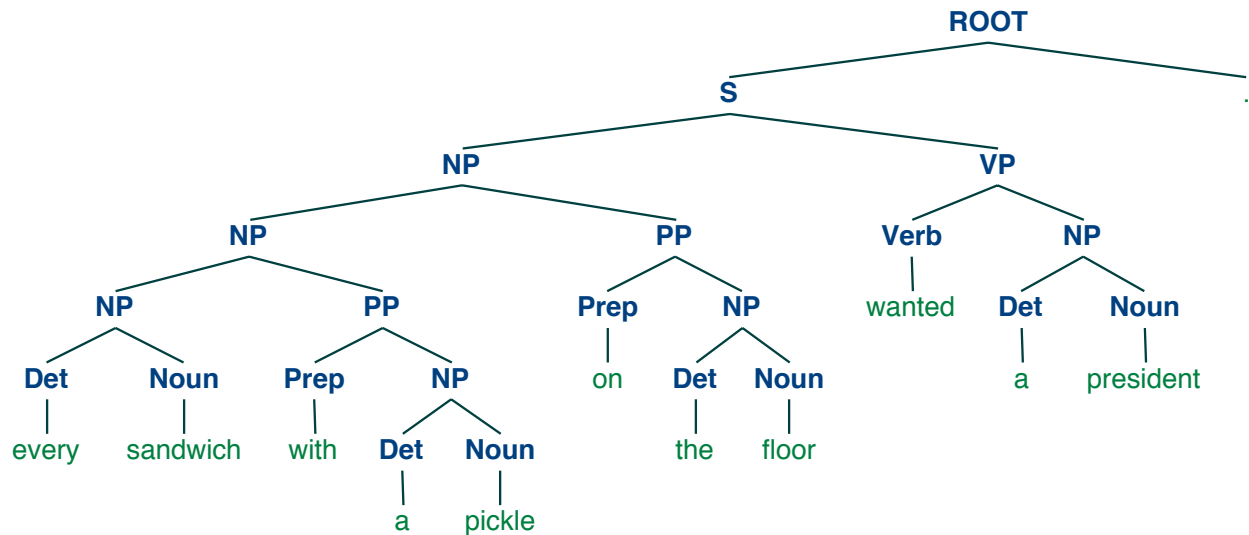 ROOT
S .
NP VP
NP PP Verb NP
NP PP Prep NP wanted Det Noun
Det Noun Prep NP on Det Noun a president
every sandwich with Det Noun the floor
a pickle